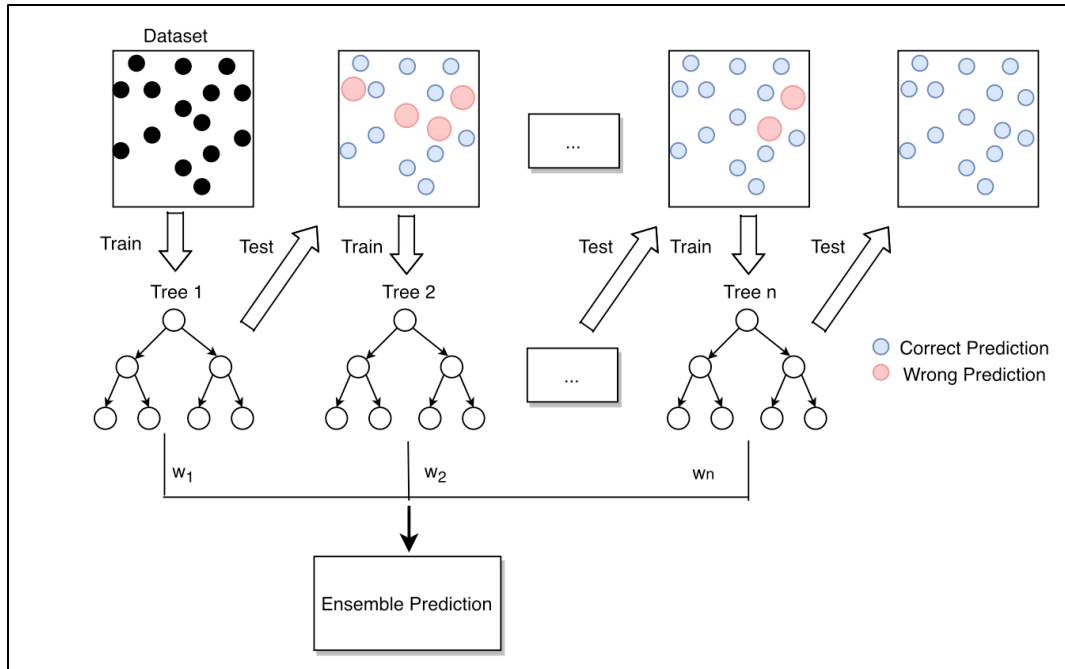 Dataset
...
Train
Test
Train
Test
Train
Test
Tree 1
Tree 2
Tree n
...
Correct Prediction
Wrong Prediction
w1
w2
wn
Ensemble Prediction